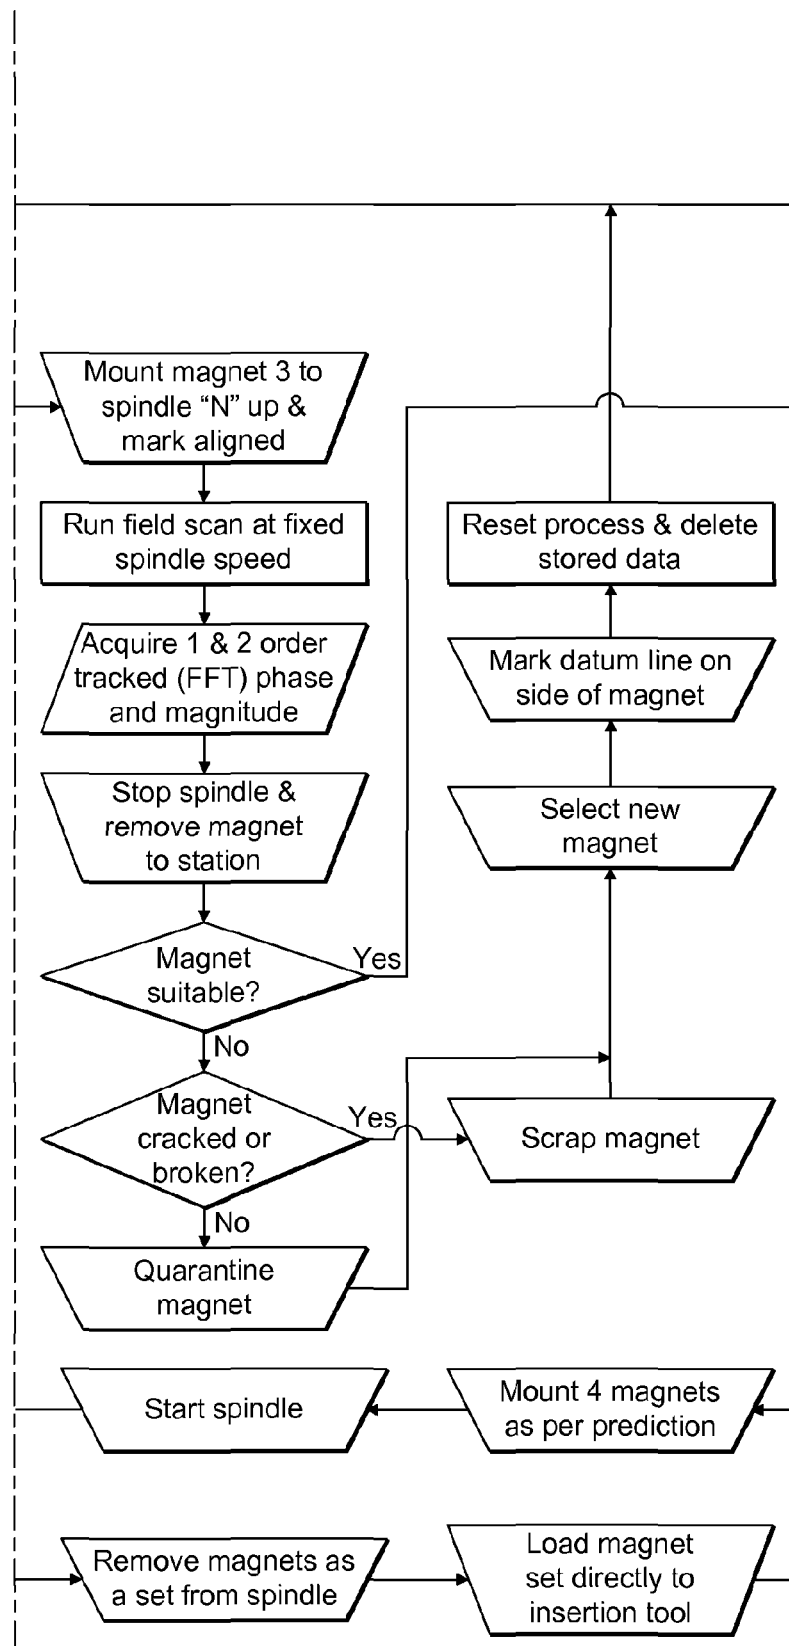 Mount magnet 3 to
spindle “N” up &
mark aligned
Run field scan at fixed
spindle speed
Acquire 1 & 2 order
tracked (FFT) phase
and magnitude
Stop spindle &
remove magnet
to station
Magnet
suitable?
Yes
No
Magnet
cracked or
broken?
Yes
No
Quarantine
magnet
Reset process & delete
stored data
Mark datum line on
side of magnet
Select new
magnet
Scrap magnet
Start spindle
Mount 4 magnets
as per prediction
Remove magnets as
a set from spindle
Load magnet
set directly to
insertion tool